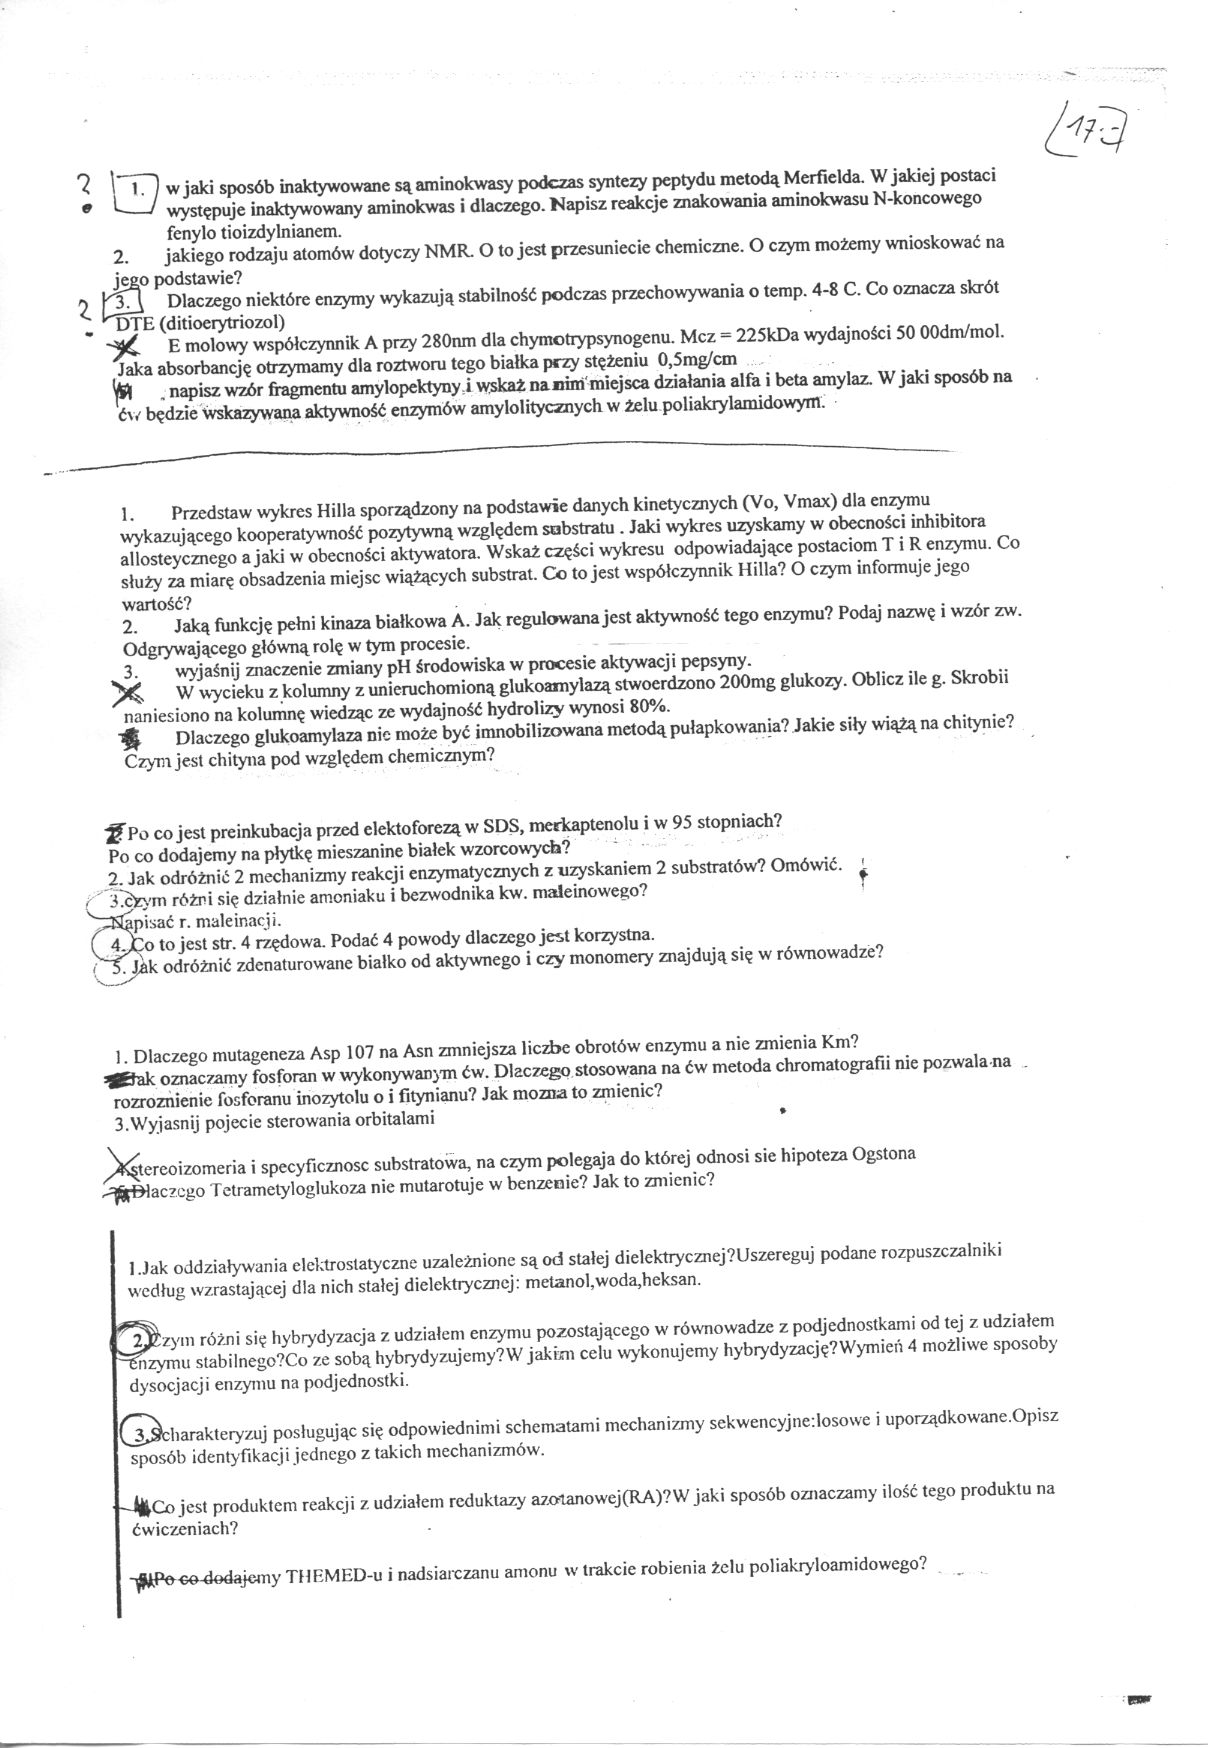 17
? 1. w jaki sposób inaktywowane są aminokwasy podczas syntezy peptydu metodą Merfielda. W jakiej postaci
występuje inaktywowany aminokwas i dlaczego. Napisz reakcje znakowania aminokwasu N-koncowego
fenylo tioizdylnianem.
2. jakiego rodzaju atomów dotyczy NMR. O to jest przesuniecie chemiczne. O czym możemy wnioskować na
jego podstawie?
? 3. Dlaczego niektóre enzymy wykazują stabilność podczas przechowywania o temp. 4-8 C. Co oznacza skrót
DTE (ditioerytriozol)
E molowy współczynnik A przy 280nm dla chymotrypsynogenu. Mcz = 225kDa wydajności 50 00dm/mol.
Jaka absorbancję otrzymamy dla roztworu tego białka przy stężeniu 0,5mg/cm
napisz wzór fragmentu amylopektyny i wskaż na nim miejsca działania alfa i beta amylaz. W jaki sposób na
ćw będzie wskazywana aktywność enzymów amylolitycznych w żelu poliakrylamidowym.
1. Przedstaw wykres Hilla sporządzony na podstawie danych kinetycznych (Vo, Vmax) dla enzymu
wykazującego kooperatywność pozytywną względem substratu . Jaki wykres uzyskamy w obecności inhibitora
allosteycznego a jaki w obecności aktywatora. Wskaż części wykresu odpowiadające postaciom T i R enzymu. Co
służy za miarę obsadzenia miejsc wiążących substrat. Co to jest współczynnik Hilla? O czym informuje jego
wartość?
2. Jaką funkcję pełni kinaza białkowa A. Jak regulowana jest aktywność tego enzymu? Podaj nazwę i wzór zw.
Odgrywającego główną rolę w tym procesie.
3. wyjaśnij znaczenie zmiany pH środowiska w procesie aktywacji pepsyny.
W wycieku z kolumny z unieruchomioną glukoamylazą stwoerdzono 200mg glukozy. Oblicz ile g. Skrobii
naniesiono na kolumnę wiedząc ze wydajność hydrolizy wynosi 80%.
Dlaczego glukoamylaza nie może być imnobilizowana metodą pułapkowania? Jakie siły wiążą na chitynie?
Czym jest chityna pod względem chemicznym?
Po co jest preinkubacja przed elektoforezą w SDS, merkaptenolu i w 95 stopniach?
Po co dodajemy na płytkę mieszanine białek wzorcowych?
2. Jak odróżnić 2 mechanizmy reakcji enzymatycznych z uzyskaniem 2 substratów? Omówić.
3.czym różni się działnie amoniaku i bezwodnika kw. maleinowego?
Napisać r. maleinacji.
4. Co to jest str. 4 rzędowa. Podać 4 powody dlaczego jest korzystna.
5. Jak odróżnić zdenaturowane białko od aktywnego i czy monomery znajdują się w równowadze?
1. Dlaczego mutageneza Asp 107 na Asn zmniejsza liczbe obrotów enzymu a nie zmienia Km?
Jak oznaczamy fosforan w wykonywanym ćw. Dlaczego stosowana na ćw metoda chromatografii nie pozwala na
rozroznienie fosforanu inozytolu o i fitynianu? Jak mozna to zmienic?
3.Wyjasnij pojecie sterowania orbitalami
4.stereoizomeria i specyficznosc substratowa, na czym polegaja do której odnosi sie hipoteza Ogstona
Dlaczego Tetrametyloglukoza nie mutarotuje w benzenie? Jak to zmienic?
1.Jak oddziaływania elektrostatyczne uzależnione są od stałej dielektrycznej?Uszereguj podane rozpuszczalniki
według wzrastającej dla nich stałej dielektrycznej: metanol,woda,heksan.
2.Czym różni się hybrydyzacja z udziałem enzymu pozostającego w równowadze z podjednostkami od tej z udziałem
enzymu stabilnego?Co ze sobą hybrydyzujemy?W jakim celu wykonujemy hybrydyzację?Wymień 4 możliwe sposoby
dysocjacji enzymu na podjednostki.
3.Scharakteryzuj posługując się odpowiednimi schematami mechanizmy sekwencyjne:losowe i uporządkowane.Opisz
sposób identyfikacji jednego z takich mechanizmów.
Co jest produktem reakcji z udziałem reduktazy azotanowej(RA)?W jaki sposób oznaczamy ilość tego produktu na
ćwiczeniach?
Po co dodajemy THEMED-u i nadsiarczanu amonu w trakcie robienia żelu poliakryloamidowego?